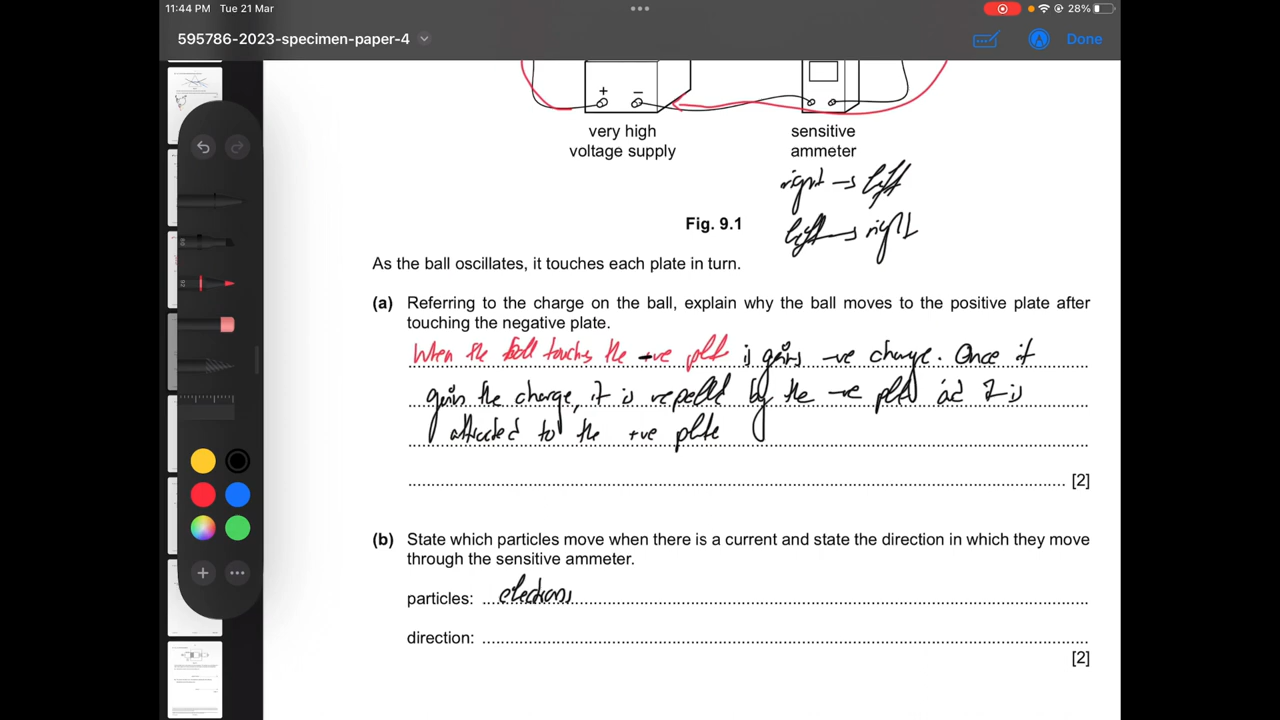 11:44 PM Tue 21 Mar
28%
595786-2023-specimen-paper-4
Done
+ −
very high
voltage supply
sensitive
ammeter
right → left
left → right
Fig. 9.1
As the ball oscillates, it touches each plate in turn.
(a) Referring to the charge on the ball, explain why the ball moves to the positive plate after
touching the negative plate.
When the ball touches the -ve plate is gains -ve charge. Once it
gains the charge, it is repelled by the -ve plate and it is
attracted to the +ve plate
[2]
(b) State which particles move when there is a current and state the direction in which they move
through the sensitive ammeter.
particles: electrons
direction:
[2]